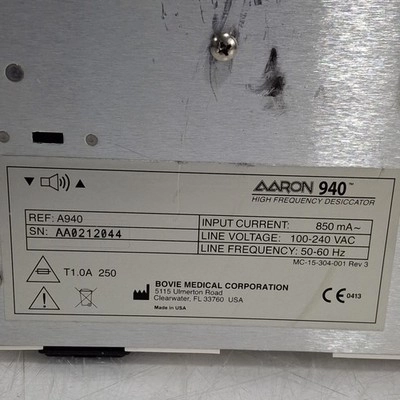 AARON 940™
HIGH FREQUENCY DESICCATOR
REF: A940
SN: AA0212044
INPUT CURRENT: 850 mA~
LINE VOLTAGE: 100-240 VAC
LINE FREQUENCY: 50-60 Hz
MC-15-304-001 Rev 3
T1.0A 250
BOVIE MEDICAL CORPORATION
5115 Ulmerton Road
Clearwater, FL 33760 USA
Made in USA
CE 0413